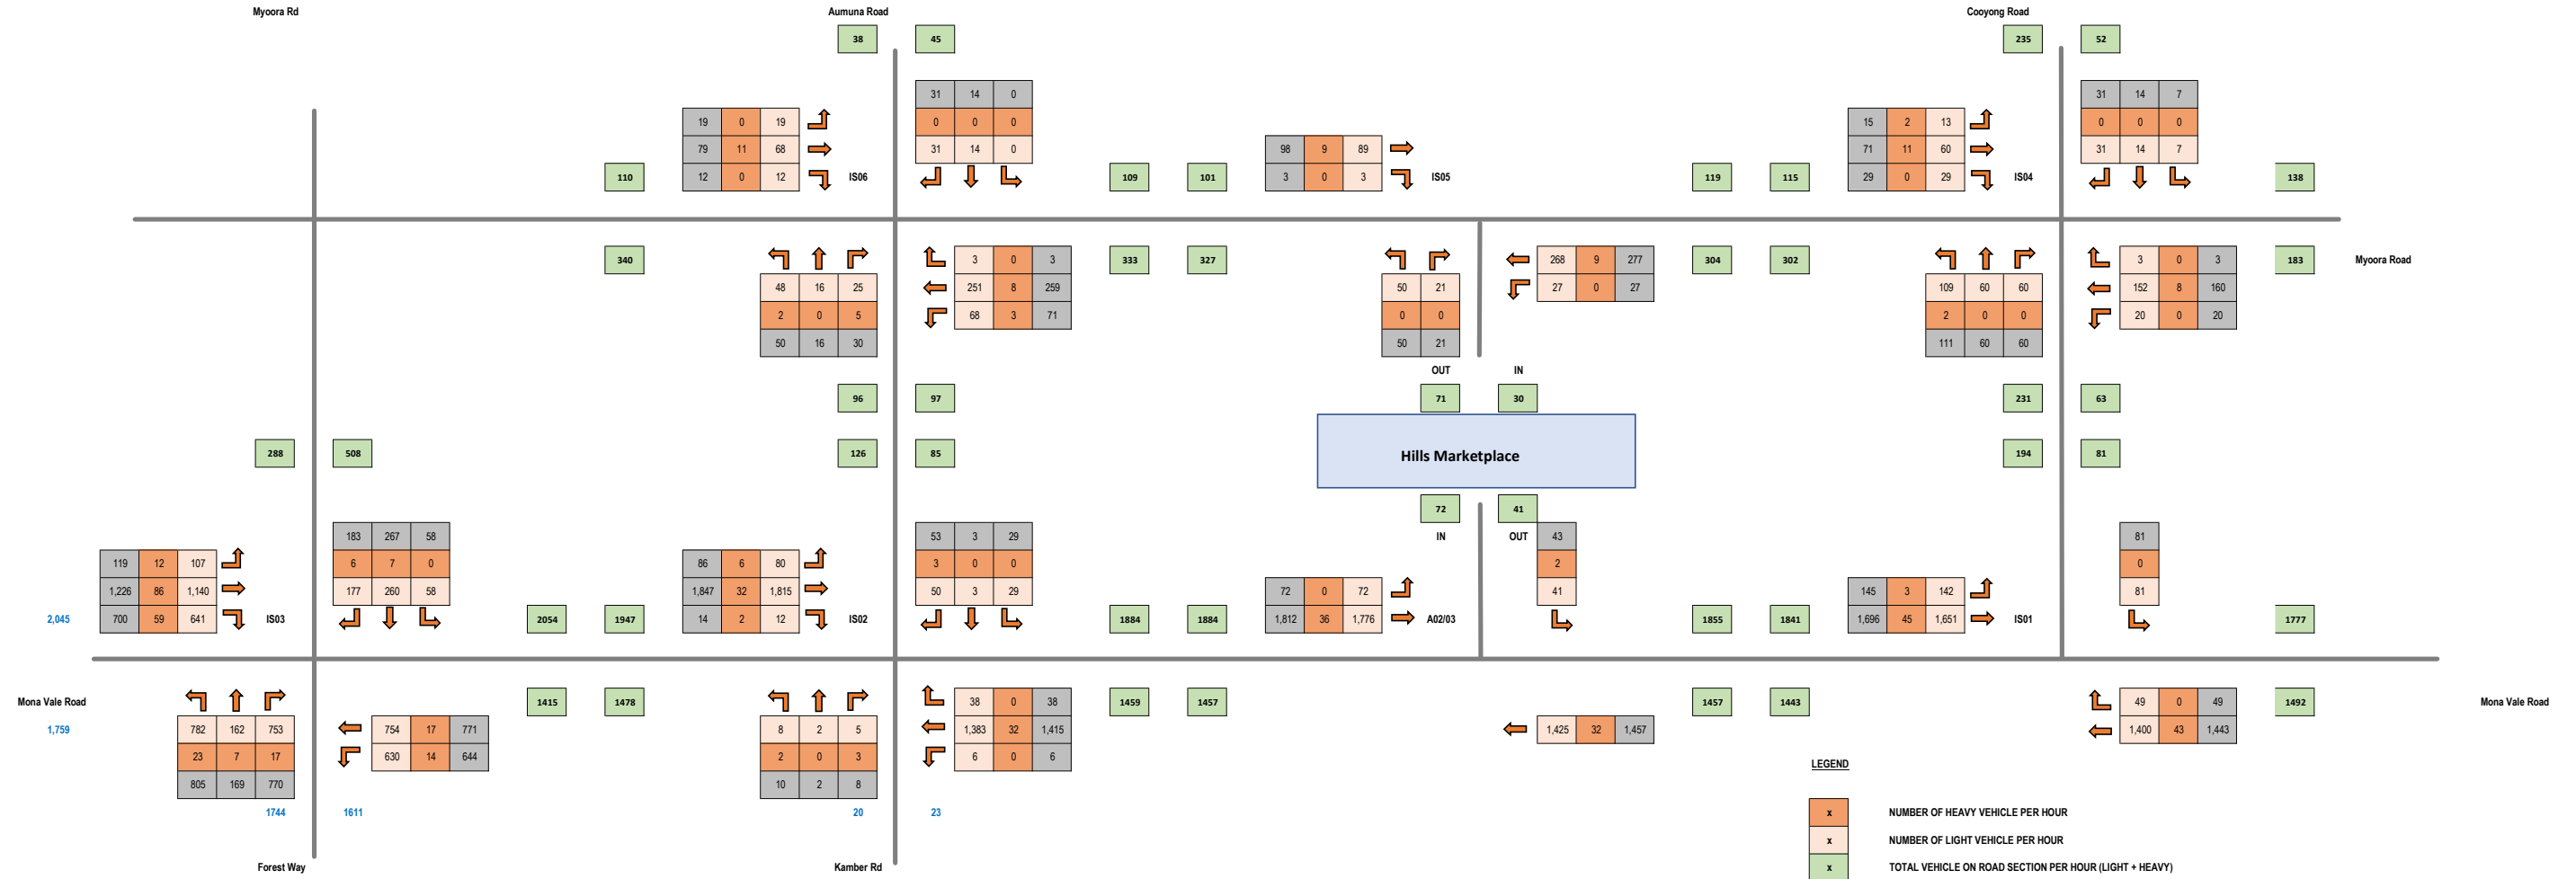 Myoora Rd Aumuna Road Cooyong Road
38 45 235 52
31 14 0 31 14 7
19 0 19 0 0 0 15 2 13 0 0 0
79 11 68 31 14 0 98 9 89 71 11 60 31 14 7
110 12 0 12 IS06 109 101 3 0 3 IS05 119 115 29 0 29 IS04 138
340 3 0 3 333 327 268 9 277 304 302 3 0 3 183 Myoora Road
48 16 25 251 8 259 50 21 27 0 27 109 60 60 152 8 160
2 0 5 68 3 71 0 0 2 0 0 20 0 20
50 16 30 50 21 111 60 60
OUT IN
96 97 71 30 231 63
288 508 126 85 Hills Marketplace 194 81
72 41
183 267 58 53 3 29 IN OUT 43 81
119 12 107 6 7 0 86 6 80 3 0 0 2 0
1,226 86 1,140 177 260 58 1,847 32 1,815 50 3 29 72 0 72 41 145 3 142 81
2,045 700 59 641 IS03 2054 1947 14 2 12 IS02 1884 1884 1,812 36 1,776 A02/03 1855 1841 1,696 45 1,651 IS01 1777
Mona Vale Road 1415 1478 38 0 38 1459 1457 1457 1443 49 0 49 1492 Mona Vale Road
1,759 782 162 753 754 17 771 8 2 5 1,383 32 1,415 1,425 32 1,457 1,400 43 1,443
23 7 17 630 14 644 2 0 3 6 0 6
LEGEND
805 169 770 10 2 8
1744 1611 20 23 x NUMBER OF HEAVY VEHICLE PER HOUR
x NUMBER OF LIGHT VEHICLE PER HOUR
Forest Way Kamber Rd x TOTAL VEHICLE ON ROAD SECTION PER HOUR (LIGHT + HEAVY)